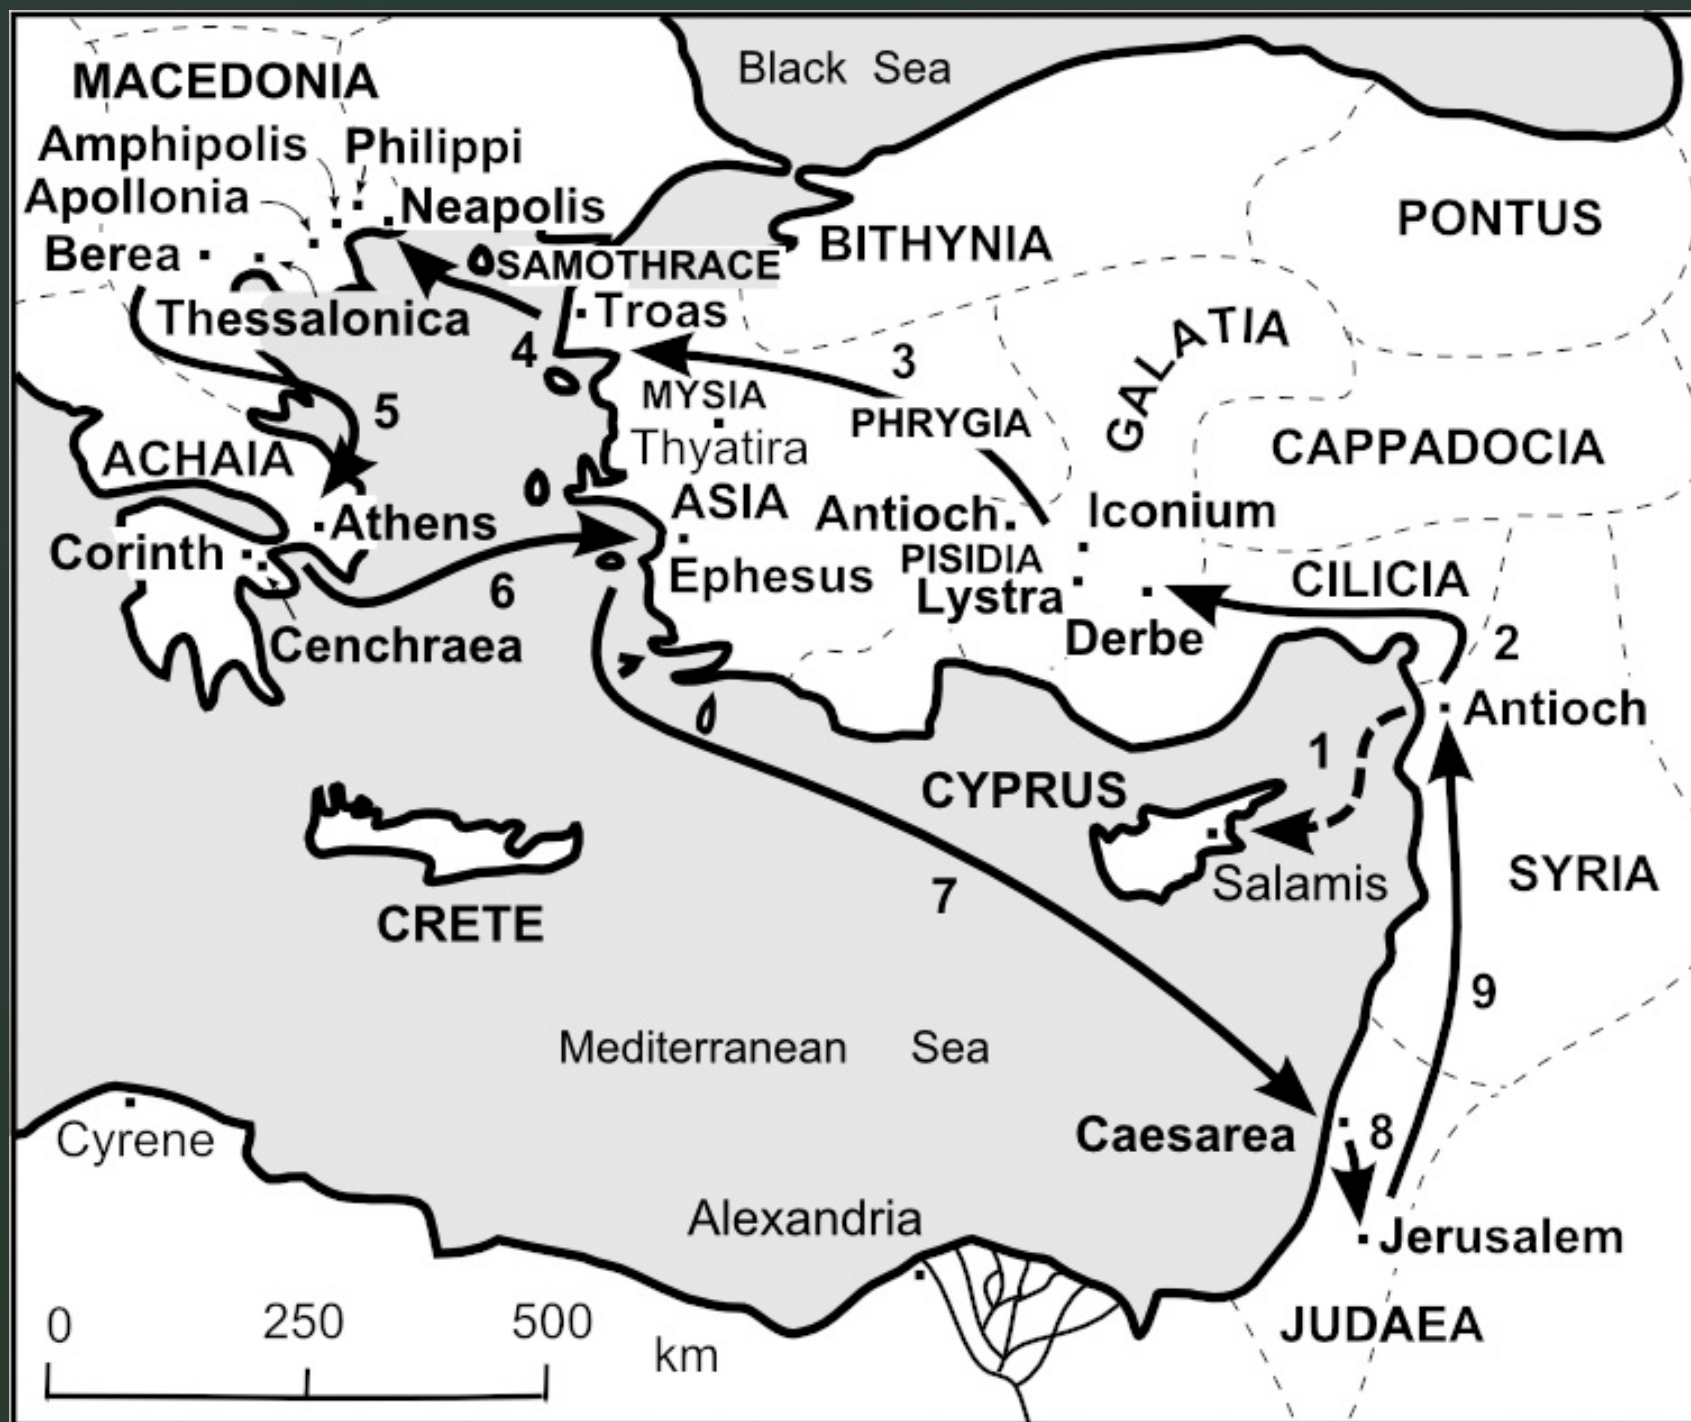 Black Sea
MACEDONIA
Amphipolis
Philippi
Apollonia
Neapolis
Berea
SAMOTHRACE
BITHYNIA
PONTUS
Thessalonica
Troas
4
3
GALATIA
MYSIA
5
PHRYGIA
Thyatira
CAPPADOCIA
ACHAIA
ASIA
Antioch
Iconium
Athens
Corinth
PISIDIA
Ephesus
CILICIA
6
Lystra
Cenchraea
Derbe
2
Antioch
1
CYPRUS
Salamis
SYRIA
7
CRETE
9
Mediterranean Sea
Caesarea
8
Cyrene
Alexandria
Jerusalem
JUDAEA
0 250 500
km